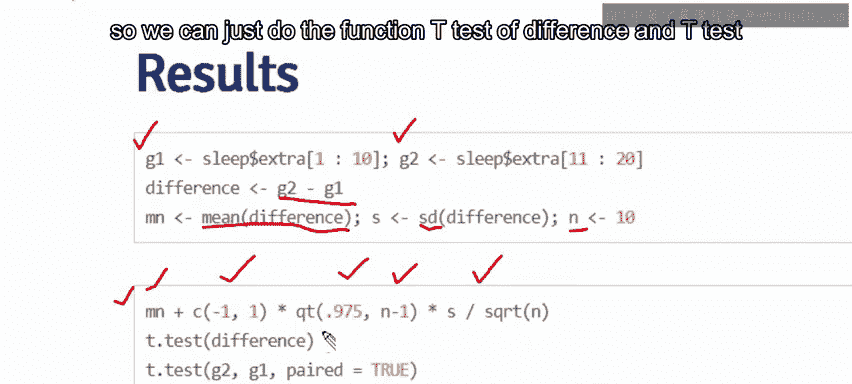 so we can just do the function T test of difference and T test
Results
g1 <- sleep$extra[1 : 10]; g2 <- sleep$extra[11 : 20]
difference <- g2 - g1
mn <- mean(difference); s <- sd(difference); n <- 10
mn + c(-1, 1) * qt(.975, n-1) * s / sqrt(n)
t.test(difference)
t.test(g2, g1, paired = TRUE)